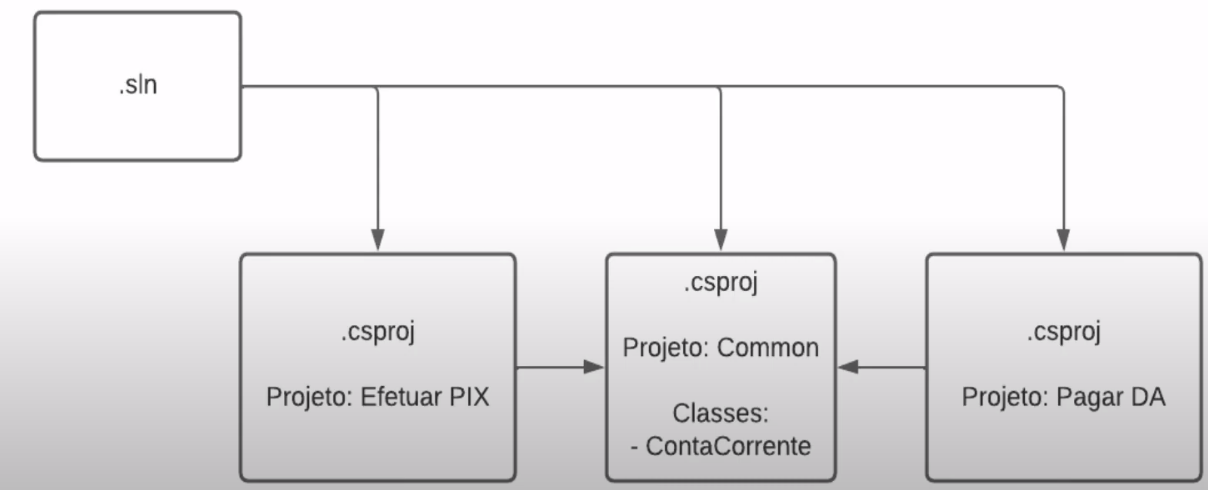 .sln
.csproj
Projeto: Efetuar PIX
.csproj
Projeto: Common
Classes:
- ContaCorrente
.csproj
Projeto: Pagar DA